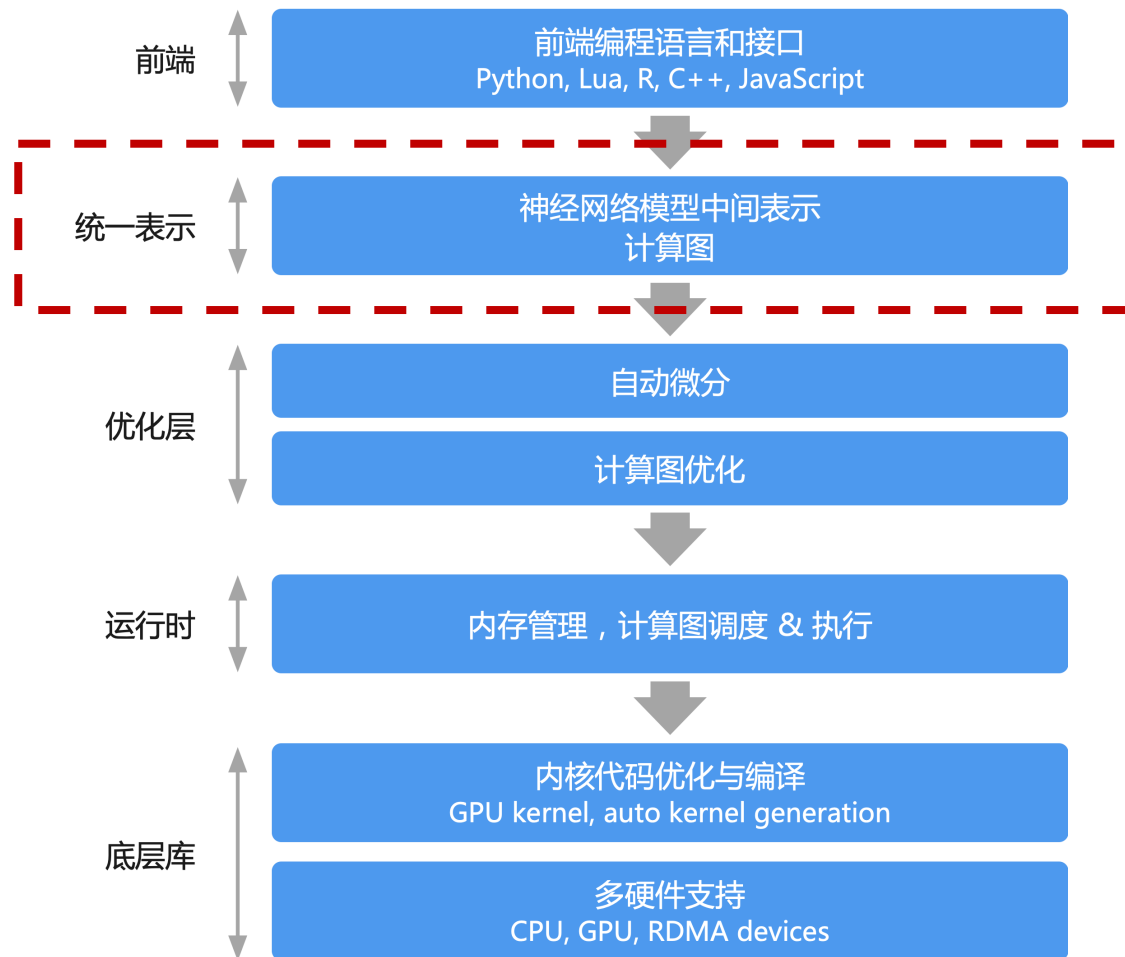 前端
前端编程语言和接口
Python, Lua, R, C++, JavaScript
统一表示
神经网络模型中间表示
计算图
优化层
自动微分
计算图优化
运行时
内存管理，计算图调度 & 执行
底层库
内核代码优化与编译
GPU kernel, auto kernel generation
多硬件支持
CPU, GPU, RDMA devices